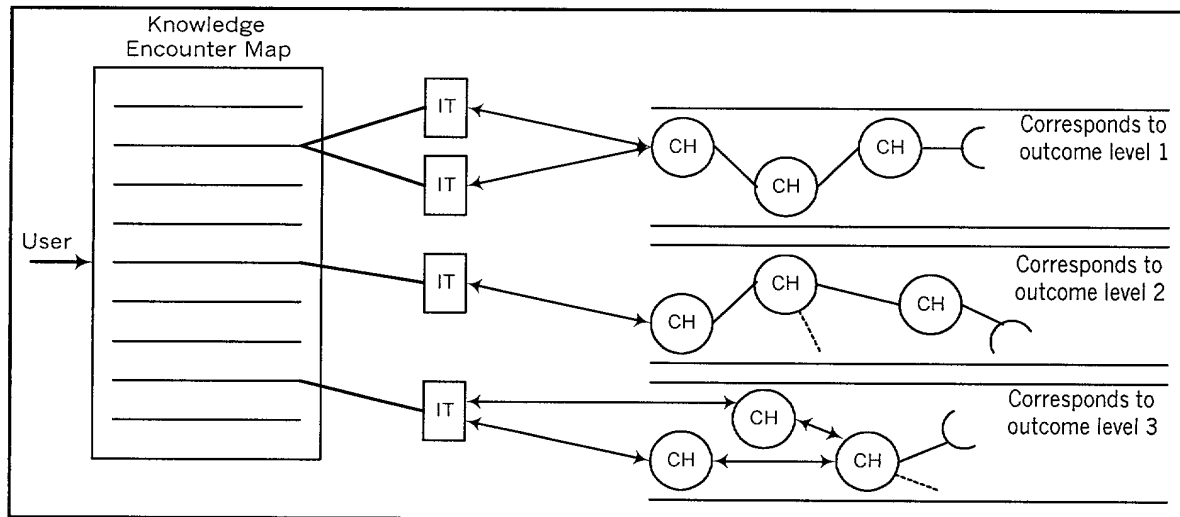 Knowledge
Encounter Map
User
IT
IT
IT
IT
CH
CH
CH
Corresponds to
outcome level 1
CH
CH
CH
Corresponds to
outcome level 2
CH
CH
CH
Corresponds to
outcome level 3